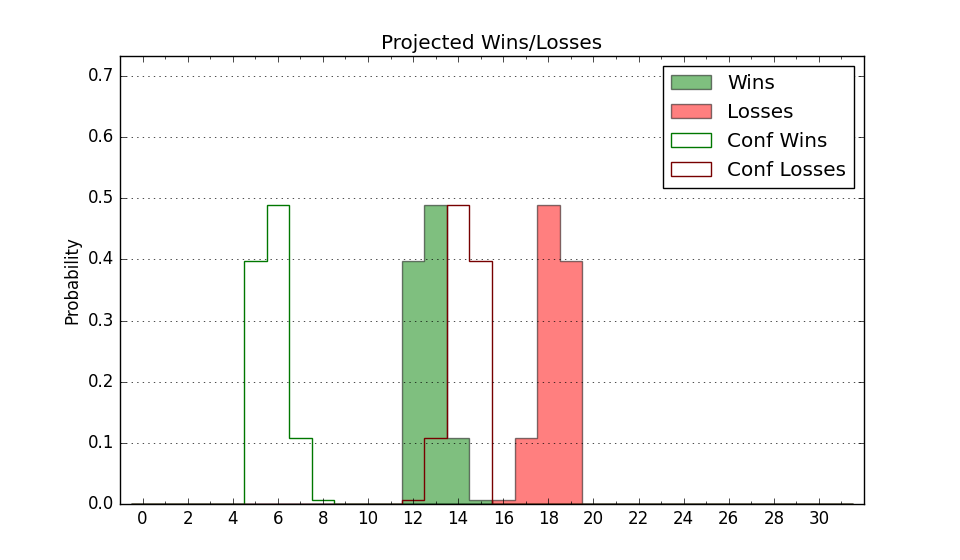 Projected Wins/Losses
Wins
Losses
Conf Wins
Conf Losses
Probability
0.7
0.6
0.5
0.4
0.3
0.2
0.1
0.0
0 2 4 6 8 10 12 14 16 18 20 22 24 26 28 30